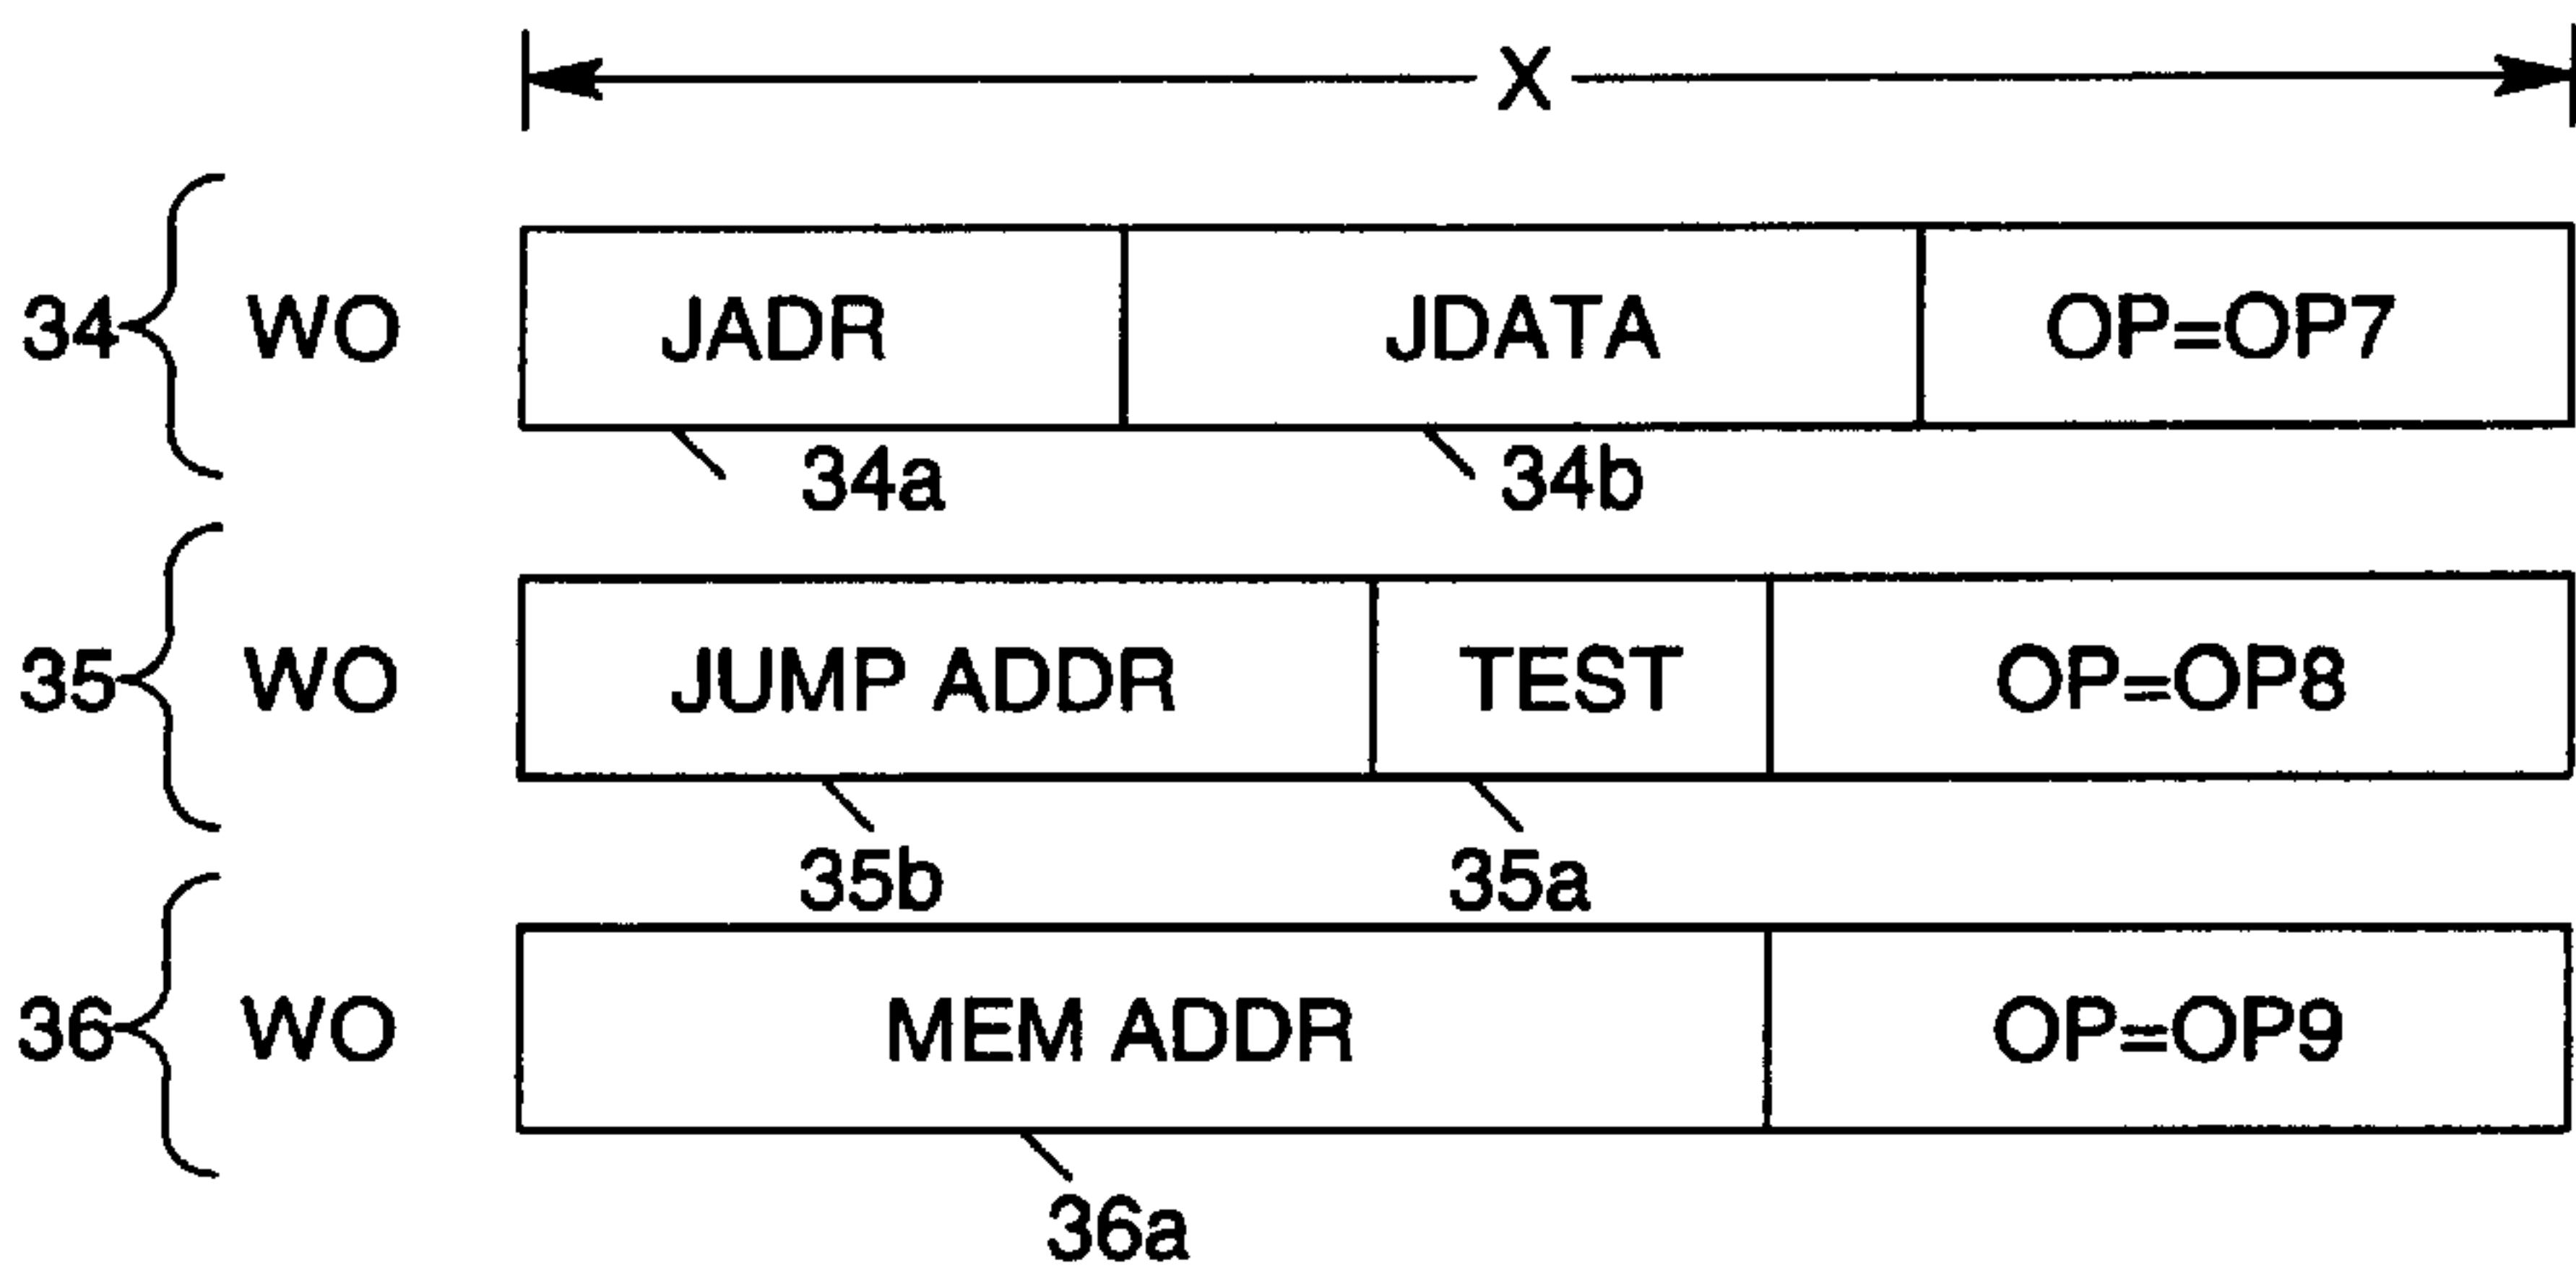 X
34 WO JADR JDATA OP=OP7
34a 34b
35 WO JUMP ADDR TEST OP=OP8
35b 35a
36 WO MEM ADDR OP=OP9
36a